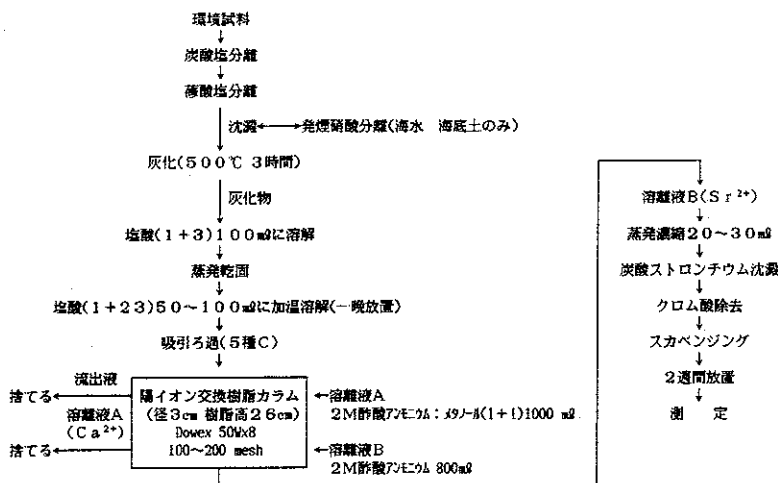 環境試料
炭酸塩分離
蓚酸塩分離
沈澱 発煙硝酸分離(海水 海底土のみ)
灰化(500℃ 3時間)
灰化物
塩酸(1+3)100㎖に溶解
蒸発乾固
塩酸(1+23)50～100㎖に加温溶解(一晩放置)
吸引ろ過(5種C)
流出液
捨てる
溶離液A
(Ca²⁺)
捨てる
陽イオン交換樹脂カラム
(径3cm 樹脂高26cm)
Dowex 50W×8
100～200 mesh
溶離液A
2M酢酸アンモニウム：メタノール(1+1)1000 ㎖
溶離液B
2M酢酸アンモニウム 800㎖
溶離液B(Sr²⁺)
蒸発濃縮20～30㎖
炭酸ストロンチウム沈澱
クロム酸除去
スカベンジング
2週間放置
測 定